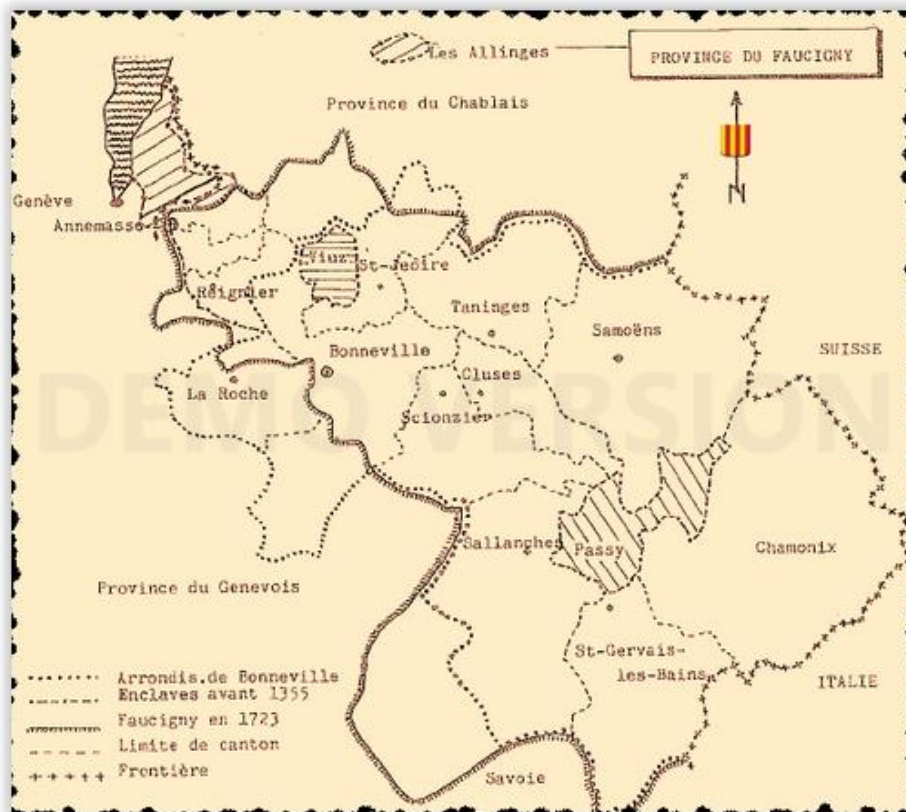 Les Allinges
PROVINCE DU FAUCIGNY
Province du Chablais
N
Genève
Annemasse
Viuz
St-Jeoire
Reignier
Taninges
Samoëns
SUISSE
Bonneville
Cluses
La Roche
Scionzier
DEMO VERSION
Sallanches
Passy
Chamonix
Province du Genevois
St-Gervais-
les-Bains
ITALIE
Arrondis.de Bonneville
Enclaves avant 1355
Faucigny en 1723
Limite de canton
Frontière
Savoie